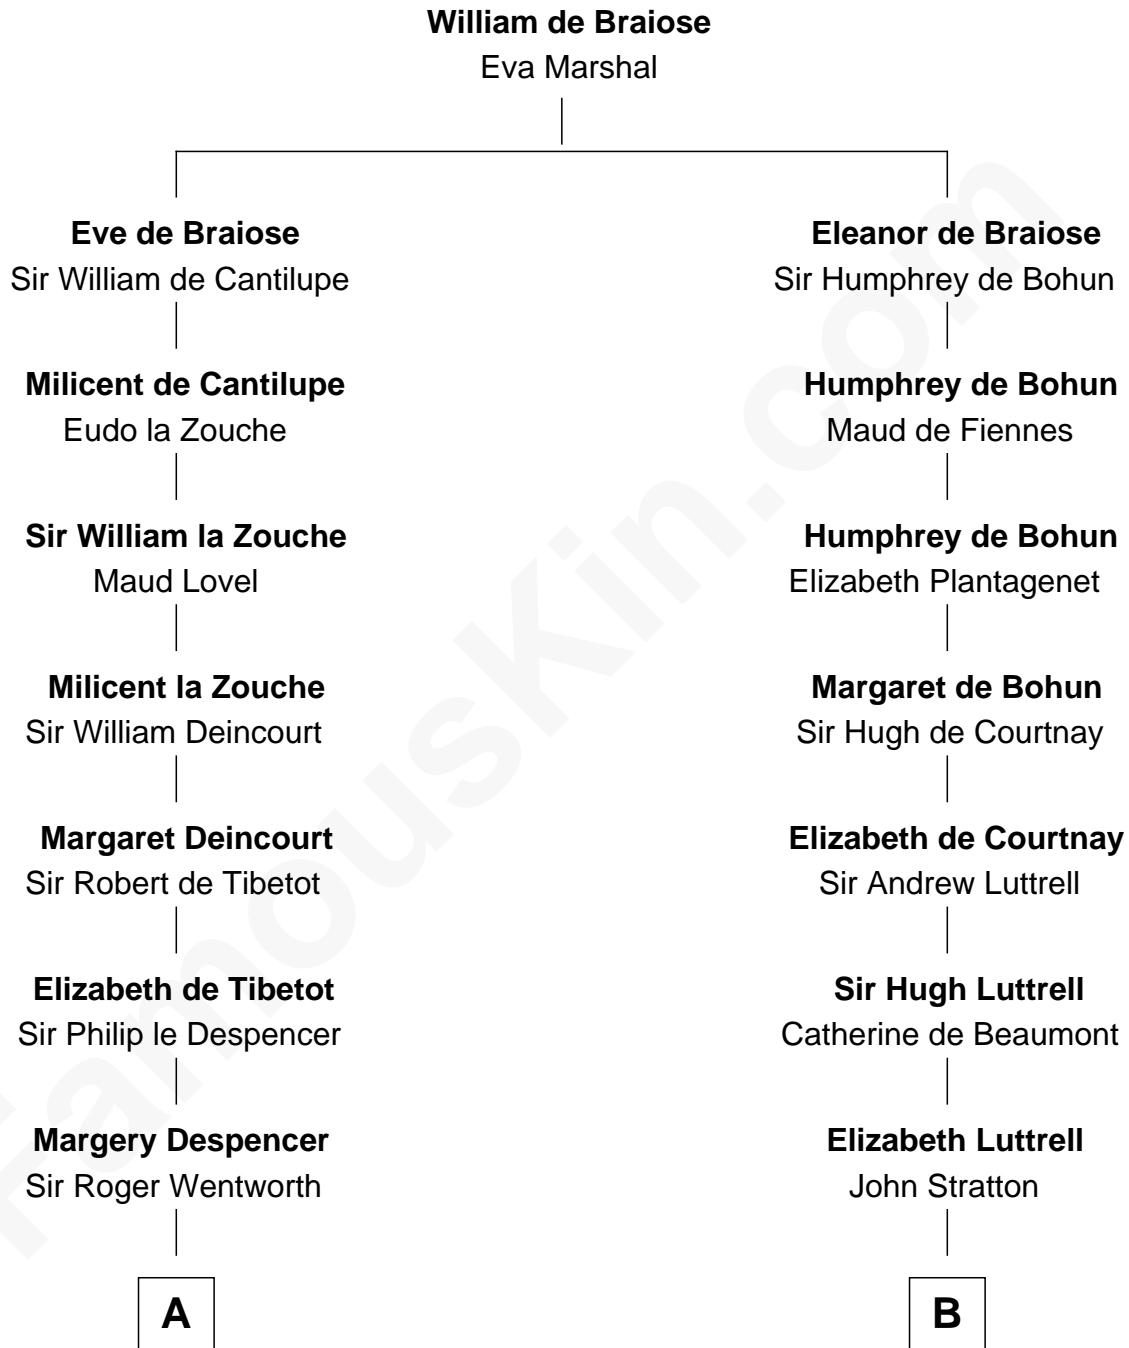 William de Braiose
Eva Marshal
Eve de Braiose
Sir William de Cantilupe
Eleanor de Braiose
Sir Humphrey de Bohun
Milicent de Cantilupe
Eudo la Zouche
Humphrey de Bohun
Maud de Fiennes
Sir William la Zouche
Maud Lovel
Humphrey de Bohun
Elizabeth Plantagenet
Milicent la Zouche
Sir William Deincourt
Margaret de Bohun
Sir Hugh de Courtnay
Margaret Deincourt
Sir Robert de Tibetot
Elizabeth de Courtnay
Sir Andrew Luttrell
Elizabeth de Tibetot
Sir Philip le Despencer
Sir Hugh Luttrell
Catherine de Beaumont
Margery Despencer
Sir Roger Wentworth
Elizabeth Luttrell
John Stratton
A
B
FamousKin.com